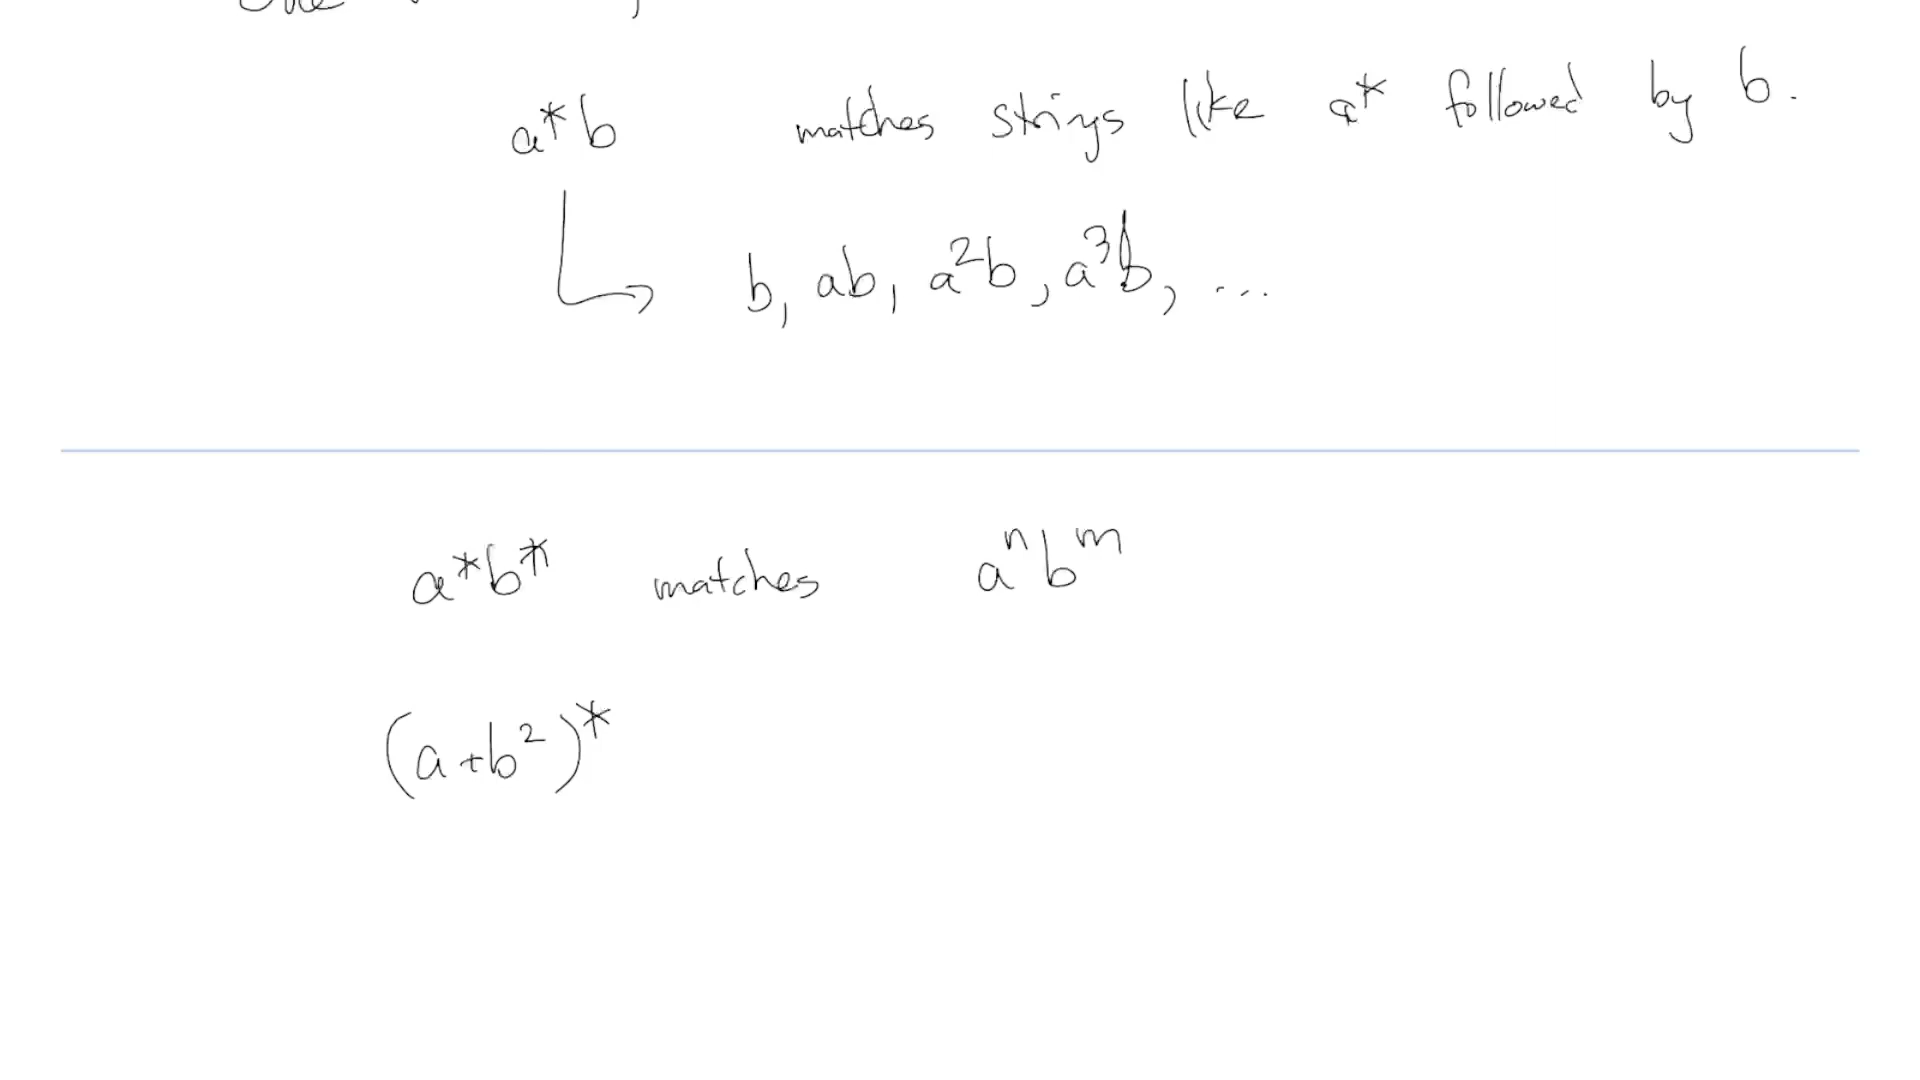 a*b matches strings like a* followed by b.
b, ab, a²b, a³b, ...
a*b* matches aⁿbᵐ
(a+b²)*